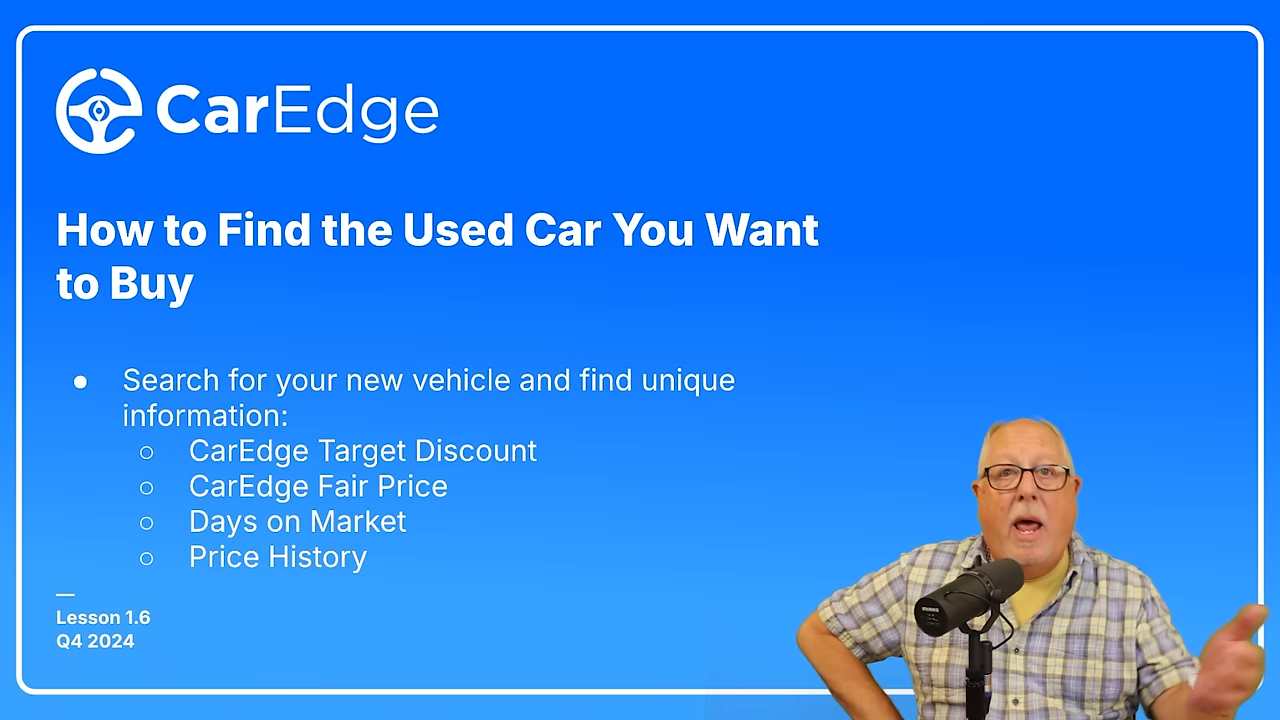 CarEdge
How to Find the Used Car You Want
to Buy
● Search for your new vehicle and find unique
information:
○ CarEdge Target Discount
○ CarEdge Fair Price
○ Days on Market
○ Price History
Lesson 1.6
Q4 2024